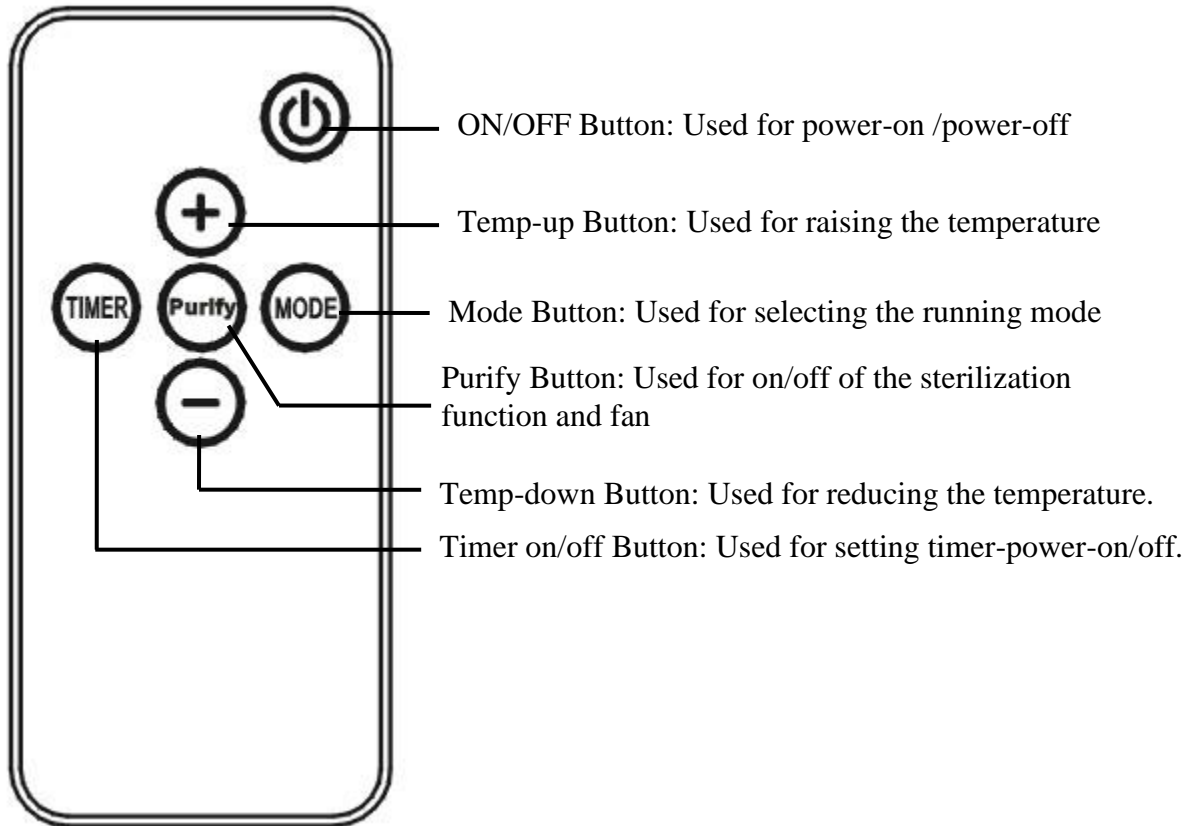 ON/OFF Button: Used for power-on /power-off
+
Temp-up Button: Used for raising the temperature
TIMER Purify MODE
Mode Button: Used for selecting the running mode
Purify Button: Used for on/off of the sterilization
function and fan
−
Temp-down Button: Used for reducing the temperature.
Timer on/off Button: Used for setting timer-power-on/off.